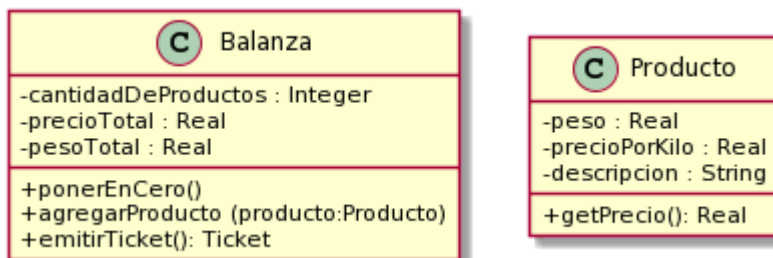 C Balanza
-cantidadDeProductos : Integer
-precioTotal : Real
-pesoTotal : Real
+ponerEnCero()
+agregarProducto (producto:Producto)
+emitirTicket(): Ticket
C Producto
-peso : Real
-precioPorKilo : Real
-descripcion : String
+getPrecio(): Real